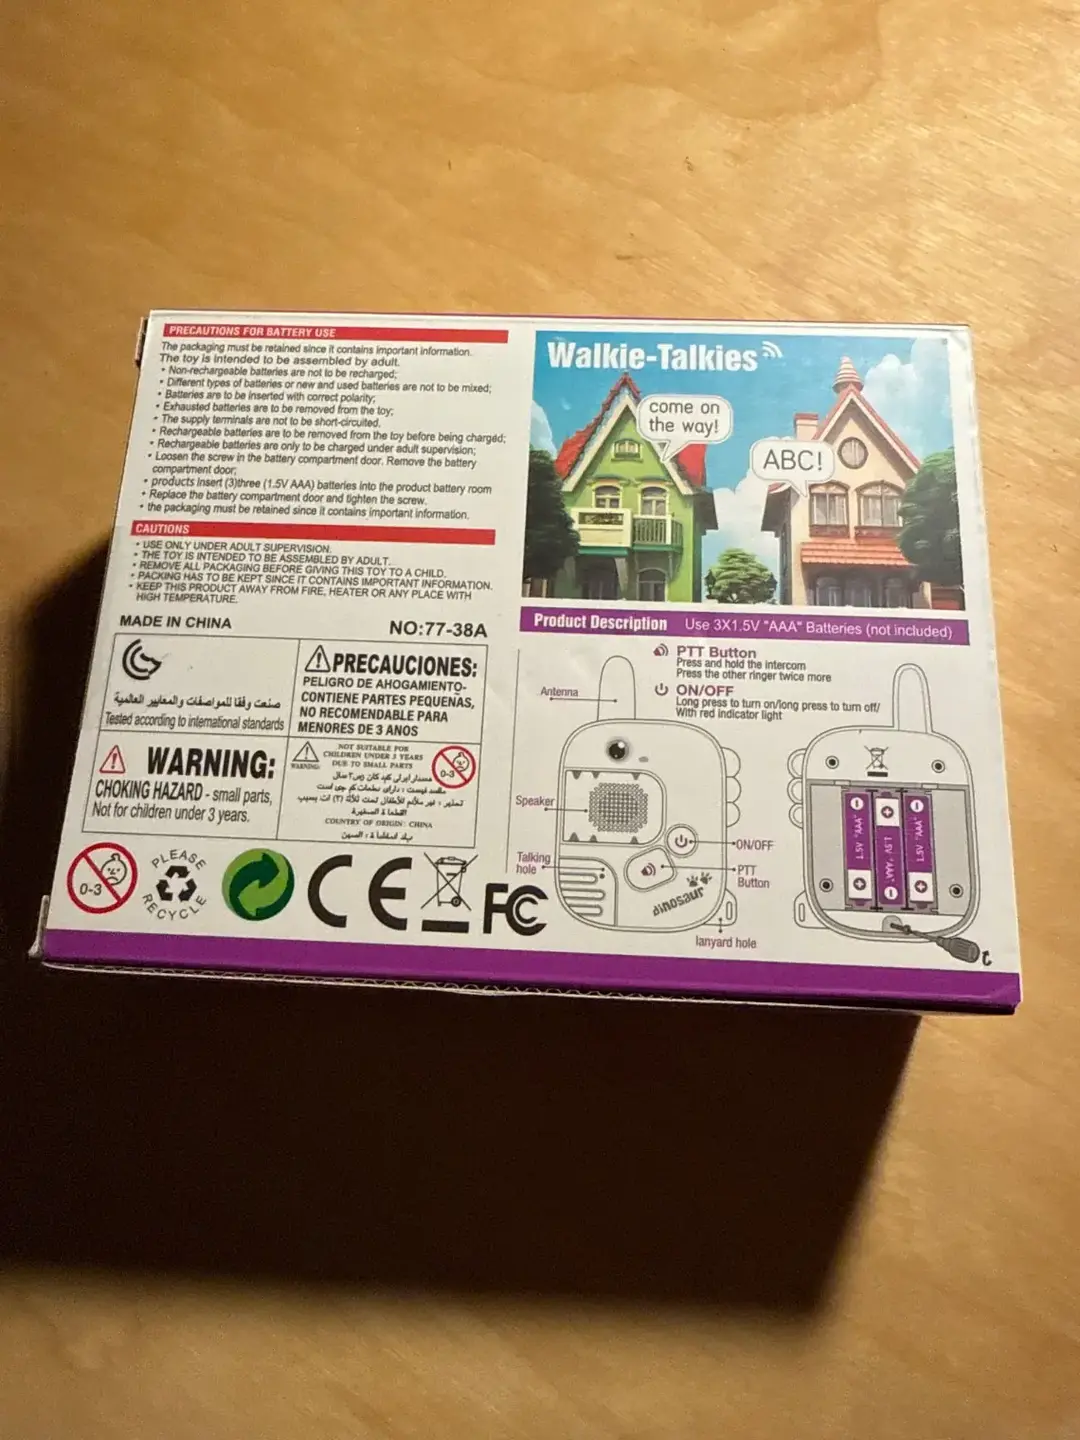 PRECAUTIONS FOR BATTERY USE
The packaging must be retained since it contains important information.
The toy is intended to be assembled by adult.
• Non-rechargeable batteries are not to be recharged;
• Different types of batteries or new and used batteries are not to be mixed;
• Batteries are to be inserted with correct polarity;
• Exhausted batteries are to be removed from the toy;
• The supply terminals are not to be short-circuited.
• Rechargeable batteries are to be removed from the toy before being charged;
• Rechargeable batteries are only to be charged under adult supervision;
• Loosen the screw in the battery compartment door. Remove the battery
compartment door;
• products Insert (3)three (1.5V AAA) batteries into the product battery room
• Replace the battery compartment door and tighten the screw.
• the packaging must be retained since it contains important information.
CAUTIONS
• USE ONLY UNDER ADULT SUPERVISION.
• THE TOY IS INTENDED TO BE ASSEMBLED BY ADULT.
• REMOVE ALL PACKAGING BEFORE GIVING THIS TOY TO A CHILD.
• PACKING HAS TO BE KEPT SINCE IT CONTAINS IMPORTANT INFORMATION.
• KEEP THIS PRODUCT AWAY FROM FIRE, HEATER OR ANY PLACE WITH
HIGH TEMPERATURE.
MADE IN CHINA
NO:77-38A
صنعت وفقا للمواصفات والمعايير العالمية
Tested according to international standards
PRECAUCIONES:
PELIGRO DE AHOGAMIENTO-
CONTIENE PARTES PEQUEÑAS,
NO RECOMENDABLE PARA
MENORES DE 3 ANOS
WARNING:
CHOKING HAZARD - small parts,
Not for children under 3 years.
WARNING:
NOT SUITABLE FOR
CHILDREN UNDER 3 YEARS
DUE TO SMALL PARTS
0-3
COUNTRY OF ORIGIN: CHINA
0-3
PLEASE
RECYCLE
CE
FC
Walkie-Talkies
come on
the way!
ABC!
Product Description Use 3X1.5V "AAA" Batteries (not included)
PTT Button
Press and hold the intercom
Press the other ringer twice more
ON/OFF
Long press to turn on/long press to turn off/
With red indicator light
Antenna
Speaker
Talking
hole
ON/OFF
PTT
Button
dinosaur
lanyard hole
1.5V "AAA"
1.5V "AAA"
1.5V "AAA"